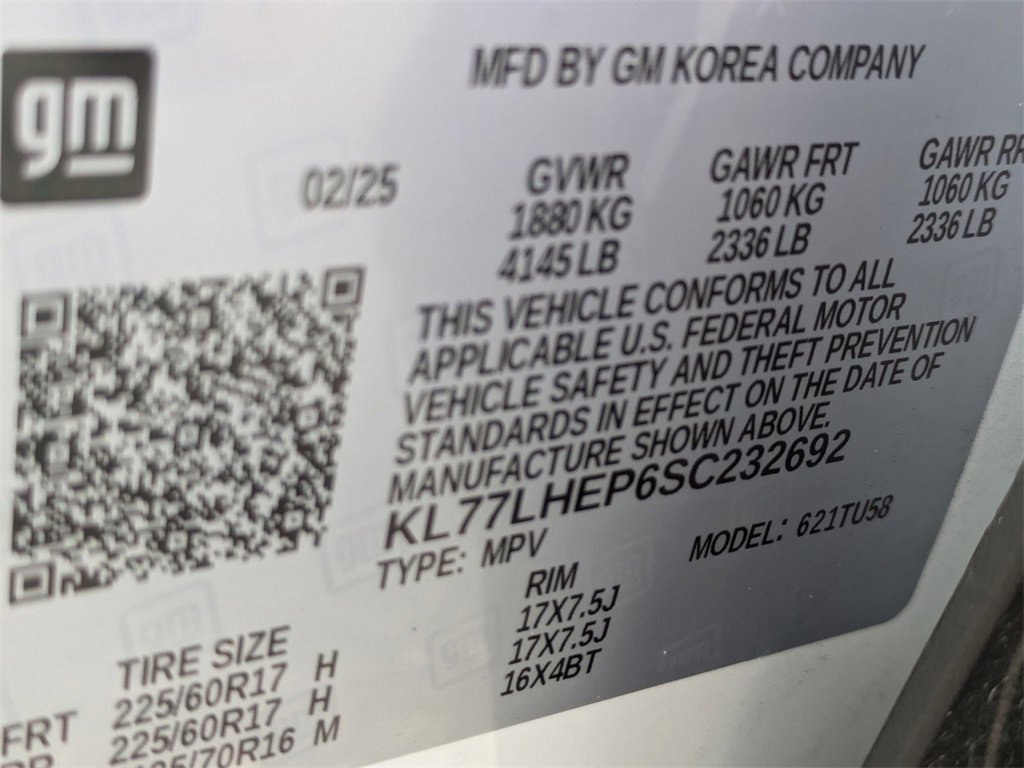 gm
MFD BY GM KOREA COMPANY
02/25
GVWR
1880 KG
4145 LB
GAWR FRT
1060 KG
2336 LB
GAWR RR
1060 KG
2336 LB
THIS VEHICLE CONFORMS TO ALL
APPLICABLE U.S. FEDERAL MOTOR
VEHICLE SAFETY AND THEFT PREVENTION
STANDARDS IN EFFECT ON THE DATE OF
MANUFACTURE SHOWN ABOVE.
KL77LHEP6SC232692
TYPE: MPV
MODEL: 621TU58
TIRE SIZE
RIM
FRT 225/60R17 H 17X7.5J
225/60R17 H 17X7.5J
M 16X4BT